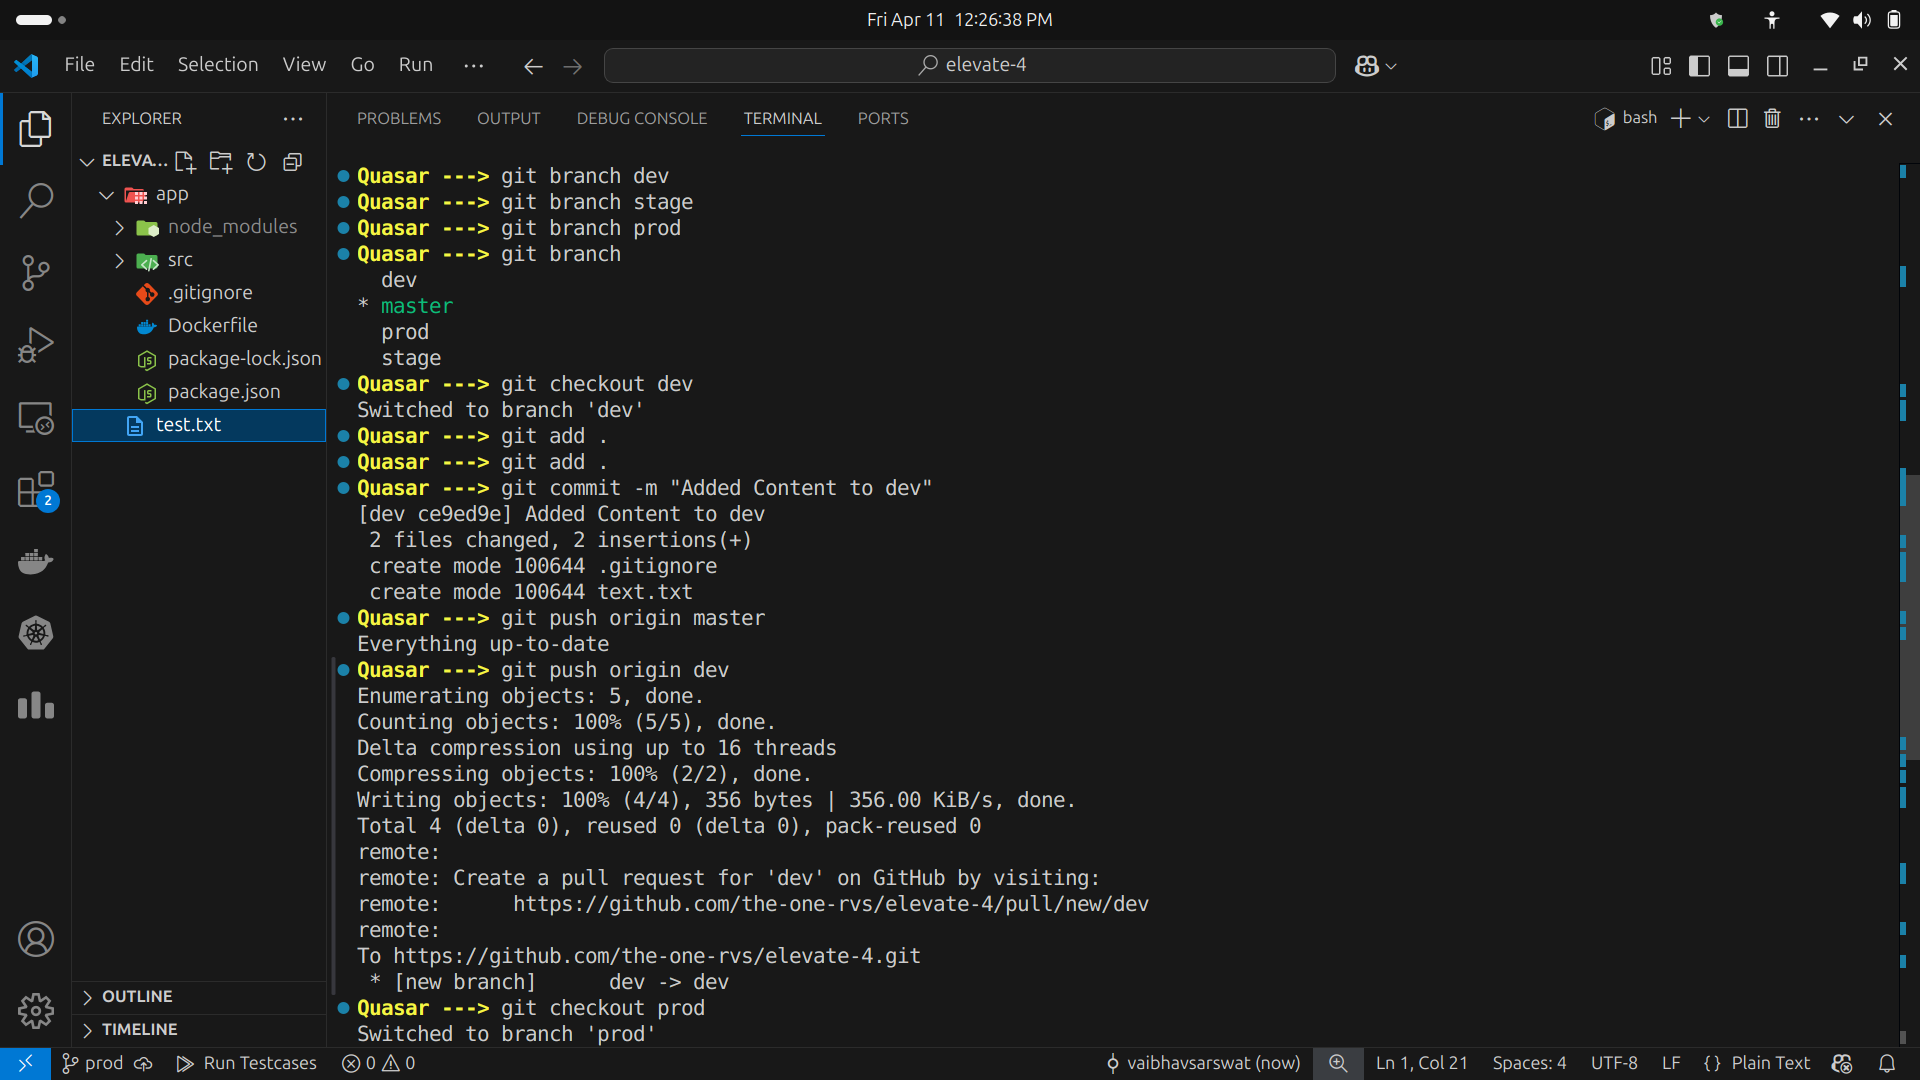 Fri Apr 11  12:26:38 PM
File Edit Selection View Go Run ··· elevate-4
EXPLORER
PROBLEMS OUTPUT DEBUG CONSOLE TERMINAL PORTS bash
ELEVA...
app
node_modules
src
.gitignore
Dockerfile
package-lock.json
package.json
test.txt
2
OUTLINE
TIMELINE
Quasar ---> git branch dev
Quasar ---> git branch stage
Quasar ---> git branch prod
Quasar ---> git branch
  dev
* master
  prod
  stage
Quasar ---> git checkout dev
Switched to branch 'dev'
Quasar ---> git add .
Quasar ---> git add .
Quasar ---> git commit -m "Added Content to dev"
[dev ce9ed9e] Added Content to dev
 2 files changed, 2 insertions(+)
 create mode 100644 .gitignore
 create mode 100644 text.txt
Quasar ---> git push origin master
Everything up-to-date
Quasar ---> git push origin dev
Enumerating objects: 5, done.
Counting objects: 100% (5/5), done.
Delta compression using up to 16 threads
Compressing objects: 100% (2/2), done.
Writing objects: 100% (4/4), 356 bytes | 356.00 KiB/s, done.
Total 4 (delta 0), reused 0 (delta 0), pack-reused 0
remote:
remote: Create a pull request for 'dev' on GitHub by visiting:
remote:      https://github.com/the-one-rvs/elevate-4/pull/new/dev
remote:
To https://github.com/the-one-rvs/elevate-4.git
 * [new branch]      dev -> dev
Quasar ---> git checkout prod
Switched to branch 'prod'
prod Run Testcases 0 0 vaibhavsarswat (now) Ln 1, Col 21 Spaces: 4 UTF-8 LF {} Plain Text